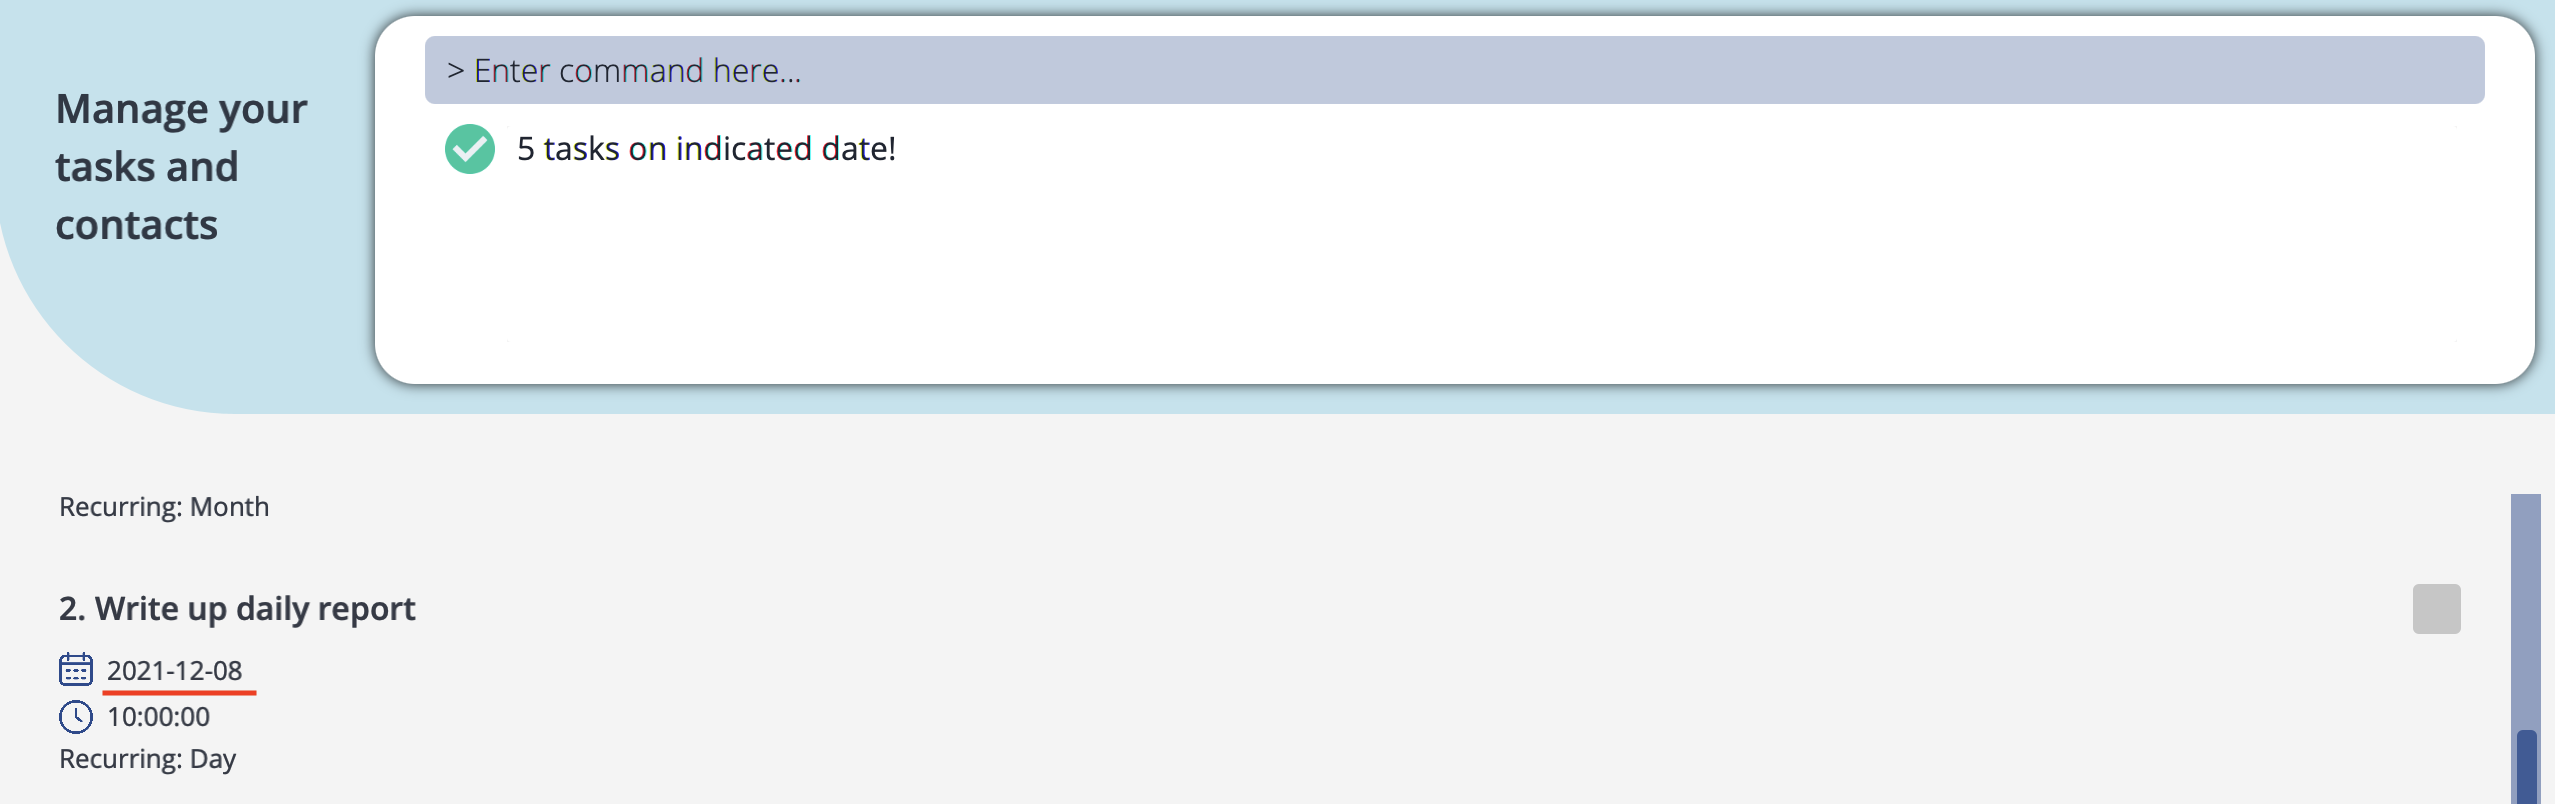 Manage your
tasks and
contacts
> Enter command here...
5 tasks on indicated date!
Recurring: Month
2. Write up daily report
2021-12-08
10:00:00
Recurring: Day